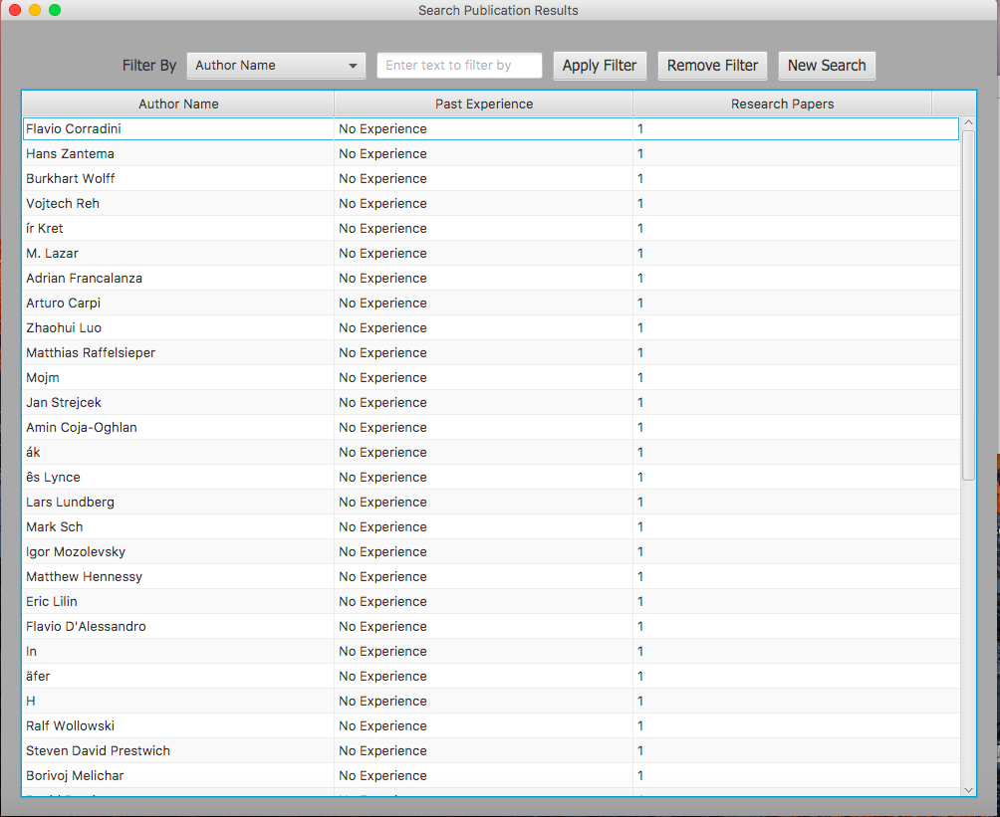 Search Publication Results
Filter By Author Name Enter text to filter by Apply Filter Remove Filter New Search
Author Name Past Experience Research Papers
Flavio Corradini No Experience 1
Hans Zantema No Experience 1
Burkhart Wolff No Experience 1
Vojtech Reh No Experience 1
ír Kret No Experience 1
M. Lazar No Experience 1
Adrian Francalanza No Experience 1
Arturo Carpi No Experience 1
Zhaohui Luo No Experience 1
Matthias Raffelsieper No Experience 1
Mojm No Experience 1
Jan Strejcek No Experience 1
Amin Coja-Oghlan No Experience 1
ák No Experience 1
ês Lynce No Experience 1
Lars Lundberg No Experience 1
Mark Sch No Experience 1
Igor Mozolevsky No Experience 1
Matthew Hennessy No Experience 1
Eric Lilin No Experience 1
Flavio D'Alessandro No Experience 1
In No Experience 1
äfer No Experience 1
H No Experience 1
Ralf Wollowski No Experience 1
Steven David Prestwich No Experience 1
Borivoj Melichar No Experience 1